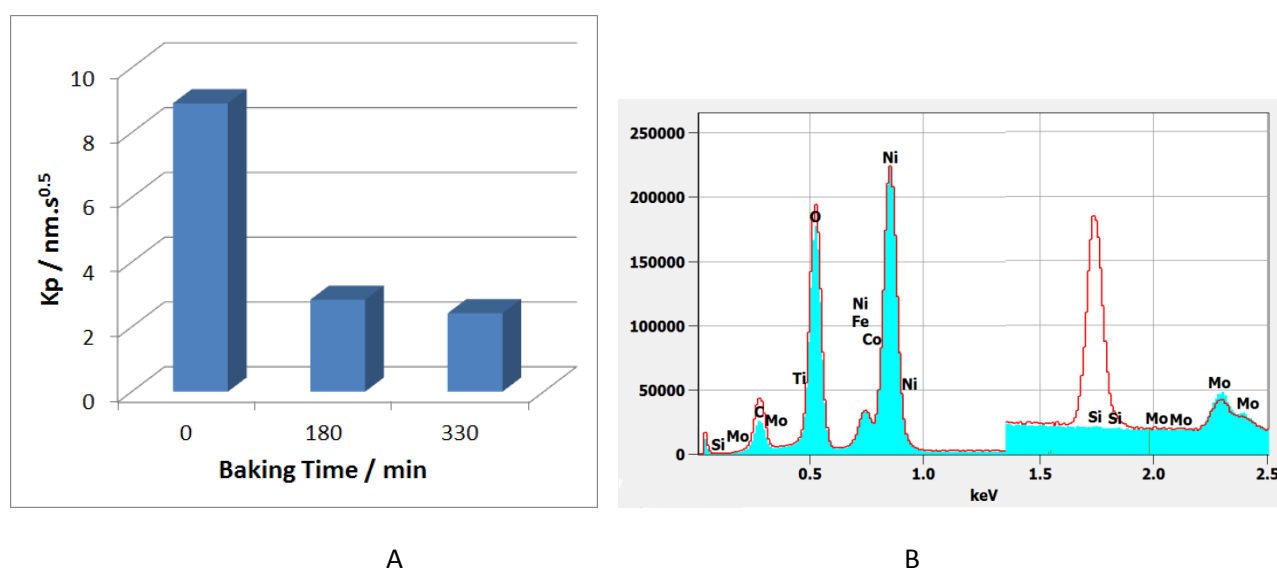 10
8
6
4
2
0
Kp / nm.s^0.5
0 180 330
Baking Time / min
A
250000
200000
150000
100000
50000
0
Ni
O
Ni
Fe
Co
Ti
Ni
C
Mo
Mo
Si
Si Si
Mo Mo
Mo
Mo
0.5 1.0 1.5 2.0 2.5
keV
B